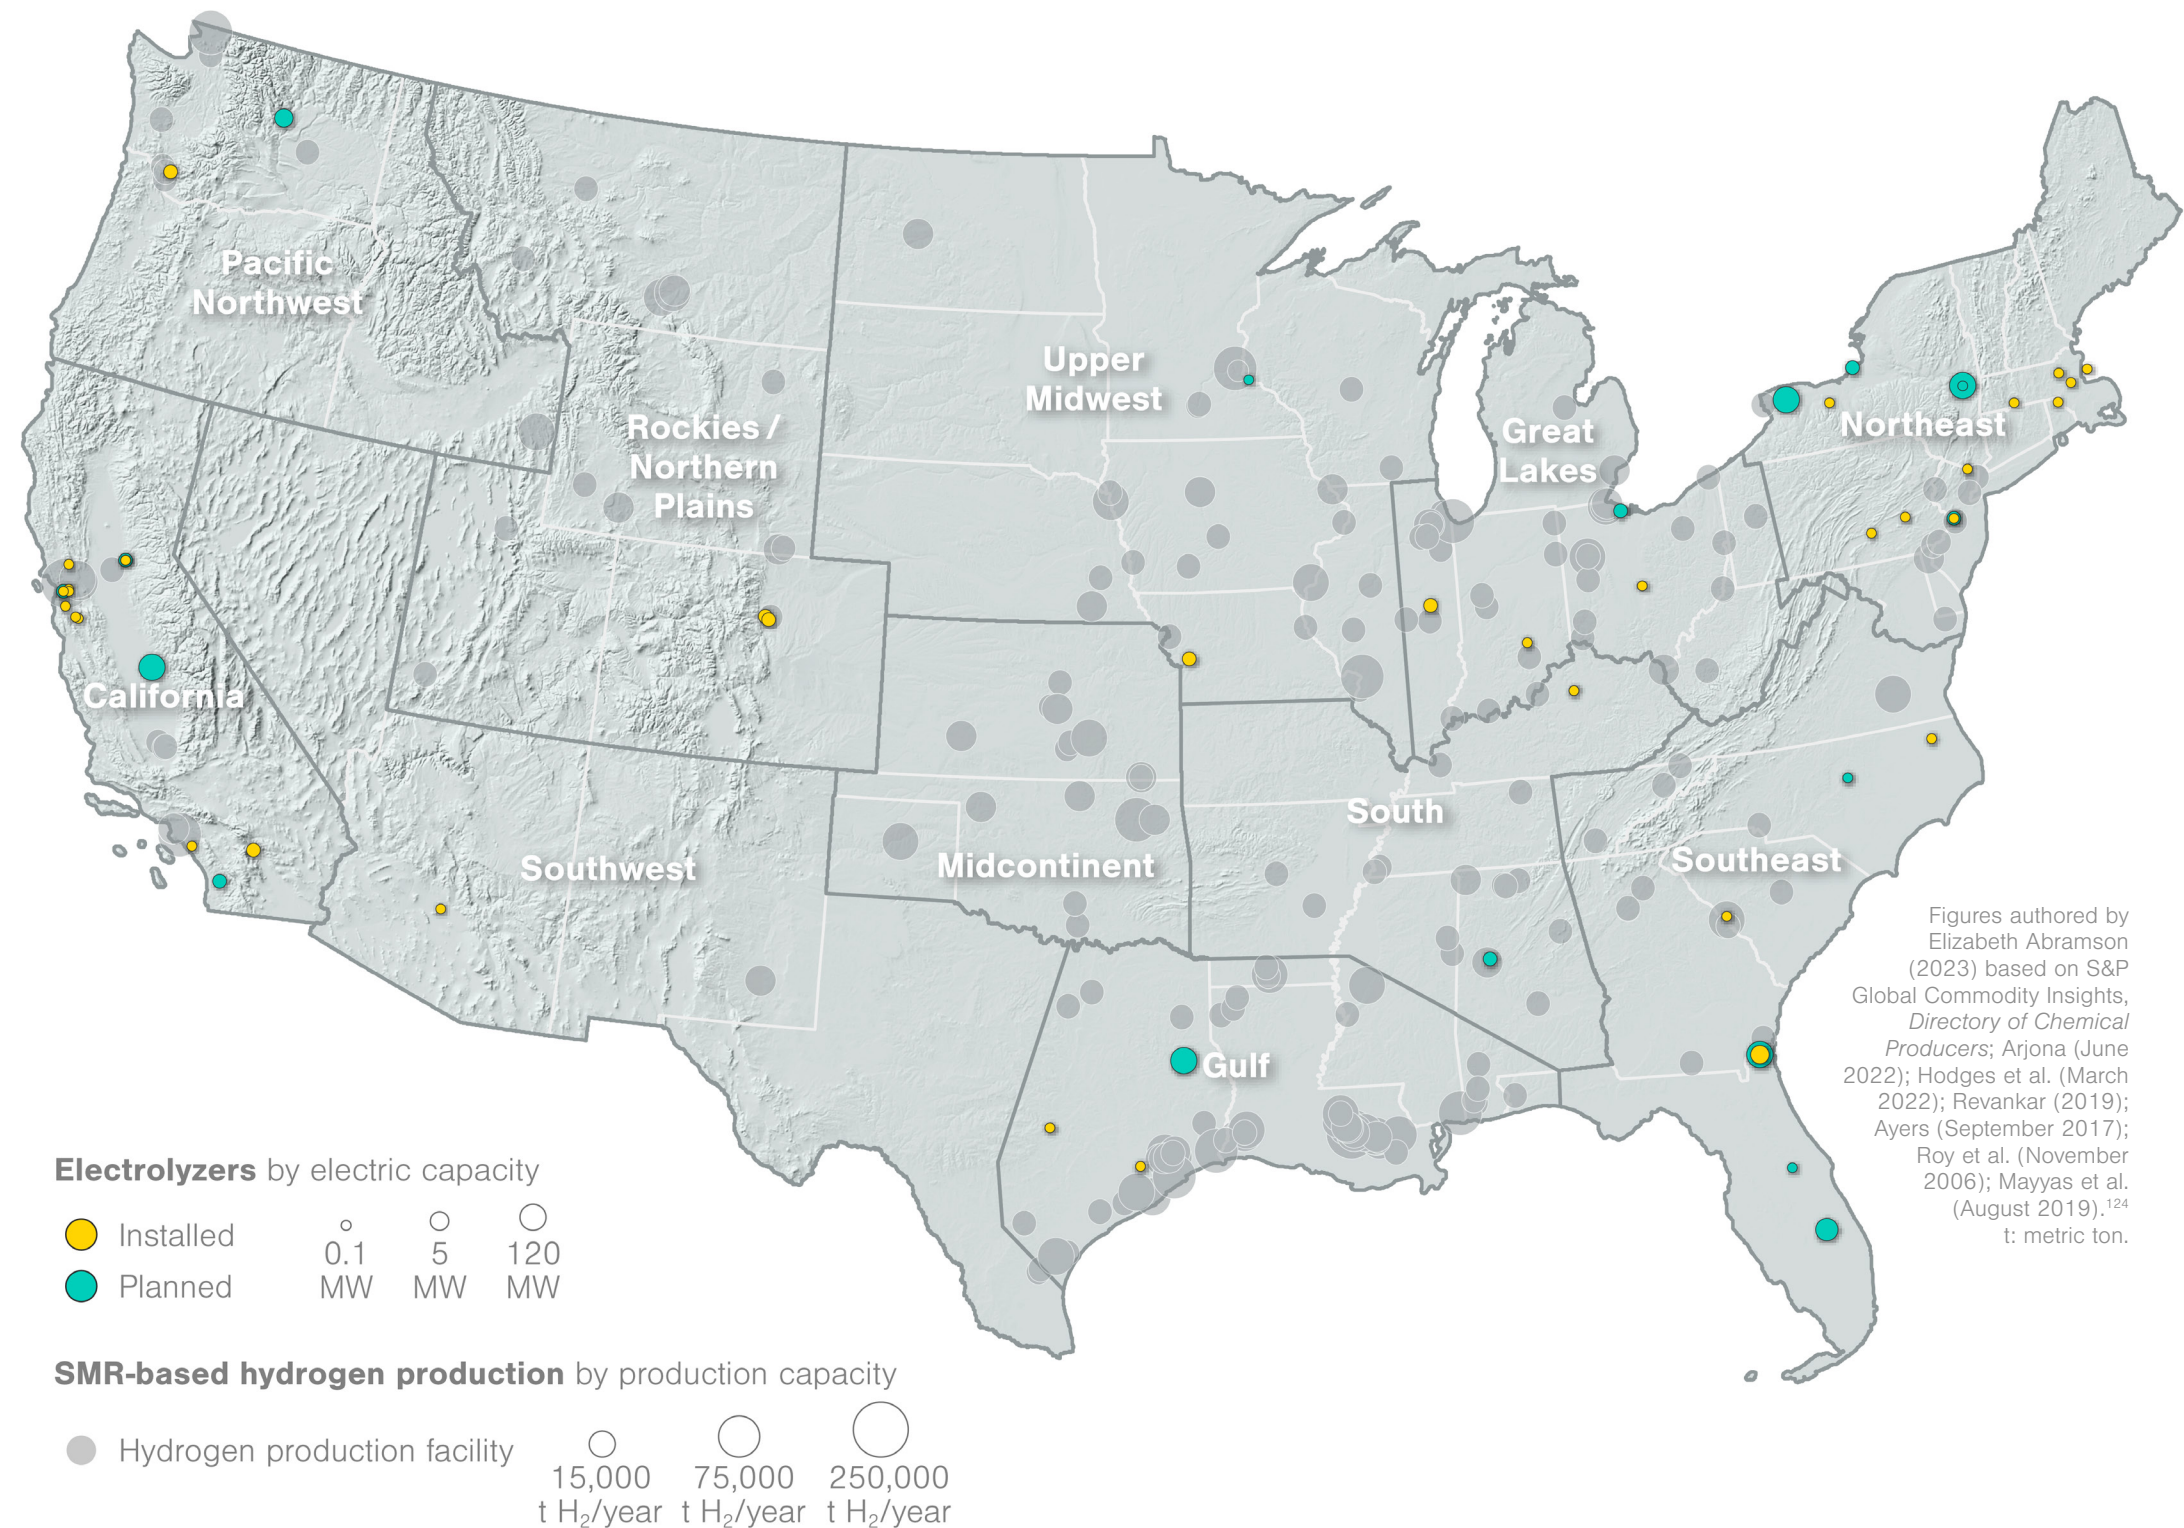 Pacific
Northwest
Rockies /
Northern
Plains
Upper
Midwest
Great
Lakes
Northeast
California
Southwest
Midcontinent
South
Southeast
Gulf
Figures authored by
Elizabeth Abramson
(2023) based on S&P
Global Commodity Insights,
Directory of Chemical
Producers; Arjona (June
2022); Hodges et al. (March
2022); Revankar (2019);
Ayers (September 2017);
Roy et al. (November
2006); Mayyas et al.
(August 2019).¹²⁴
t: metric ton.
Electrolyzers by electric capacity
Installed
Planned
0.1 5 120
MW MW MW
SMR-based hydrogen production by production capacity
Hydrogen production facility
15,000 75,000 250,000
t H₂/year t H₂/year t H₂/year